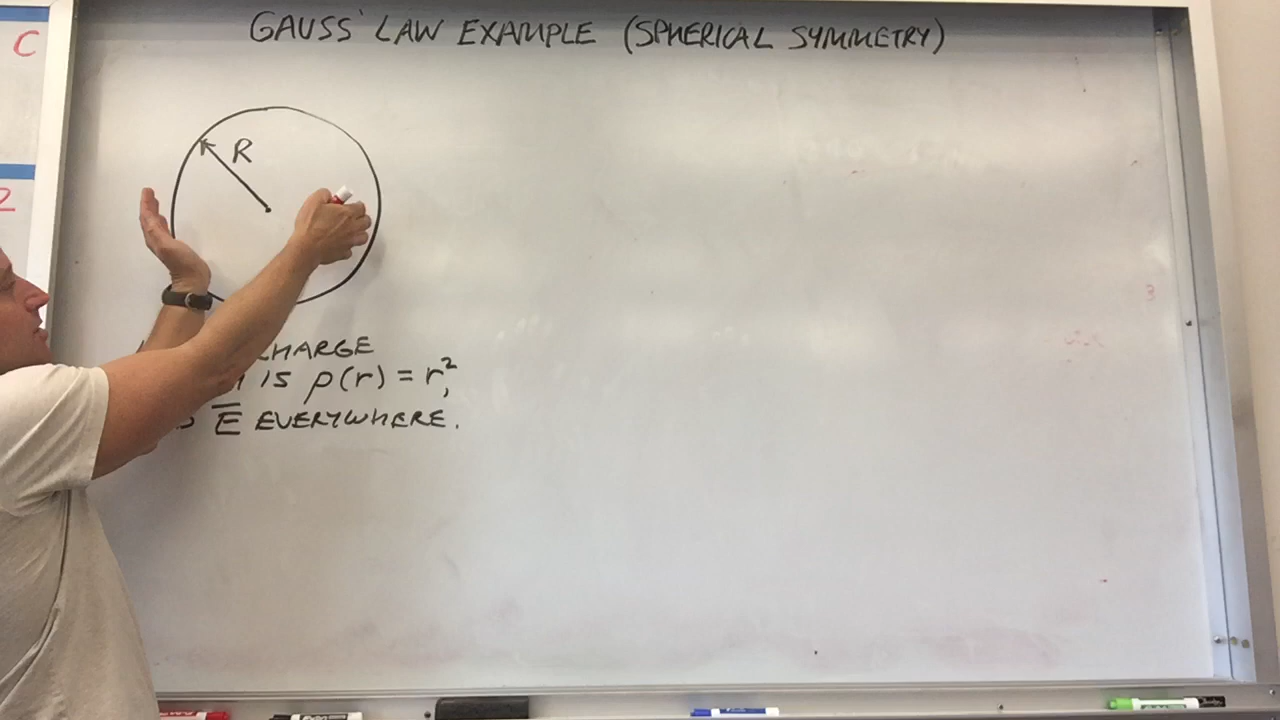 GAUSS' LAW EXAMPLE (SPHERICAL SYMMETRY)
C
2
R
CHARGE
IS ρ(r) = r²,
E̅ EVERYWHERE.